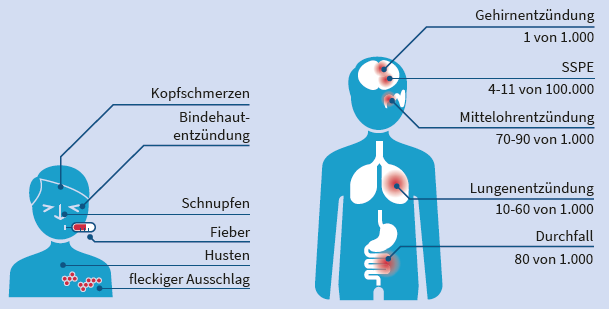 Kopfschmerzen
Bindehaut-
entzündung
Schnupfen
Fieber
Husten
fleckiger Ausschlag
Gehirnentzündung
1 von 1.000
SSPE
4-11 von 100.000
Mittelohrentzündung
70-90 von 1.000
Lungenentzündung
10-60 von 1.000
Durchfall
80 von 1.000